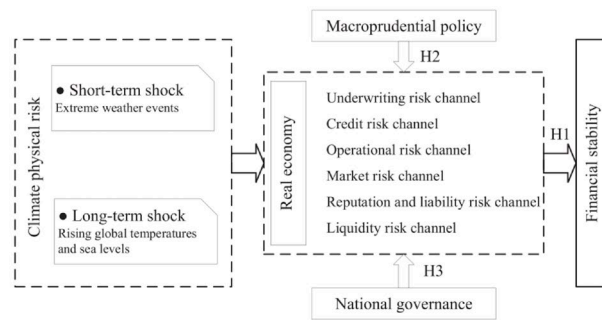 Macroprudential policy
H2
Climate physical risk
● Short-term shock
Extreme weather events
● Long-term shock
Rising global temperatures
and sea levels
Real economy
Underwriting risk channel
Credit risk channel
Operational risk channel
Market risk channel
Reputation and liability risk channel
Liquidity risk channel
H1
Financial stability
H3
National governance